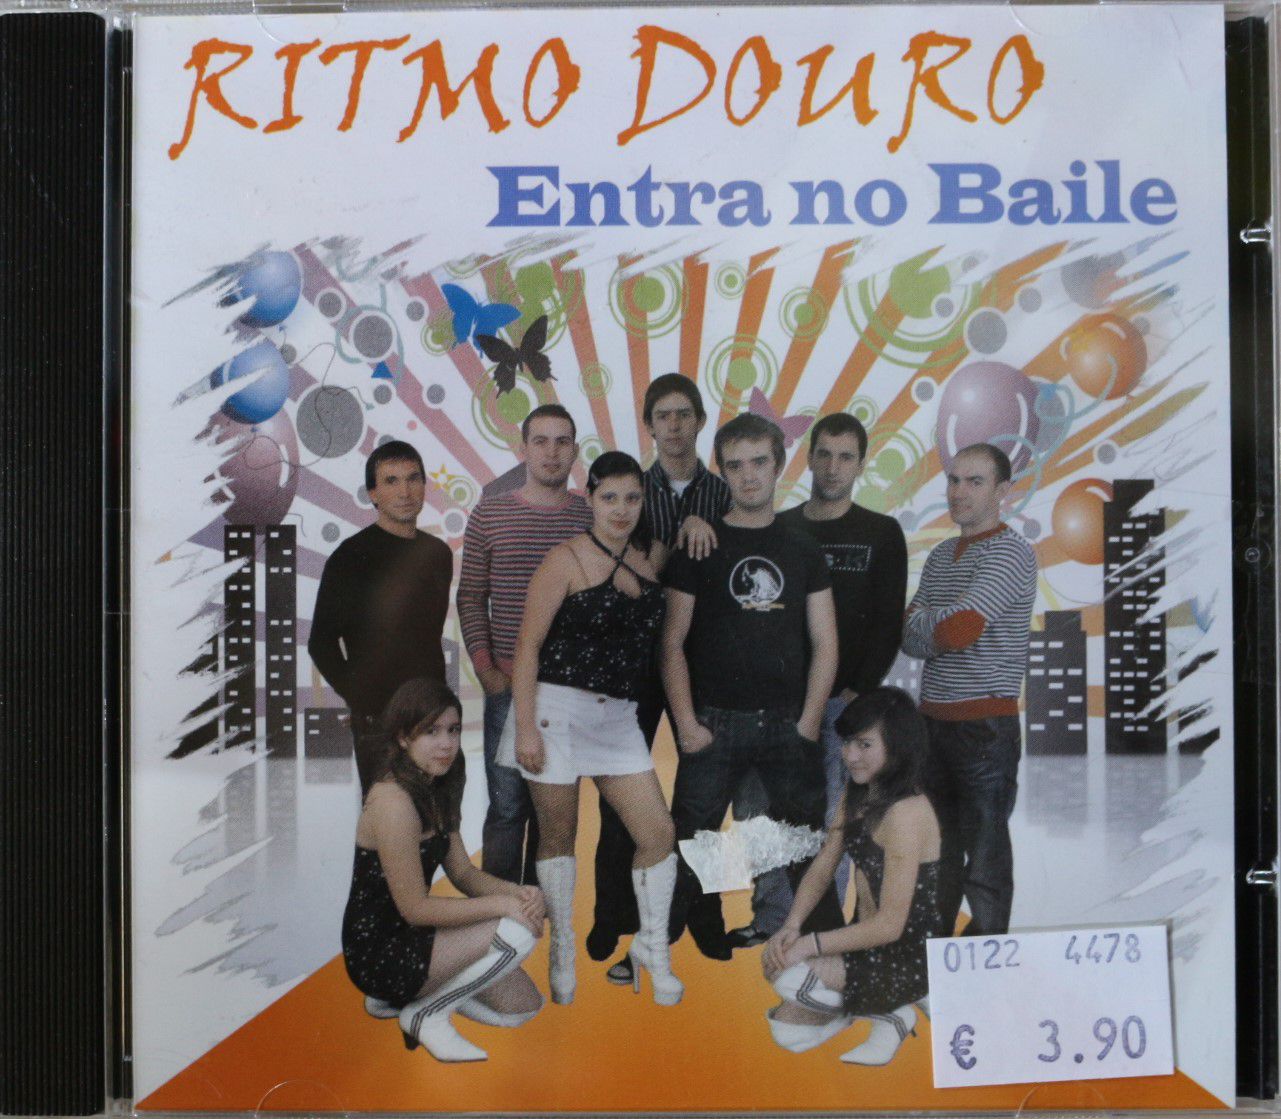 RITMO DOURO
Entra no Baile
0122 4478
€ 3.90